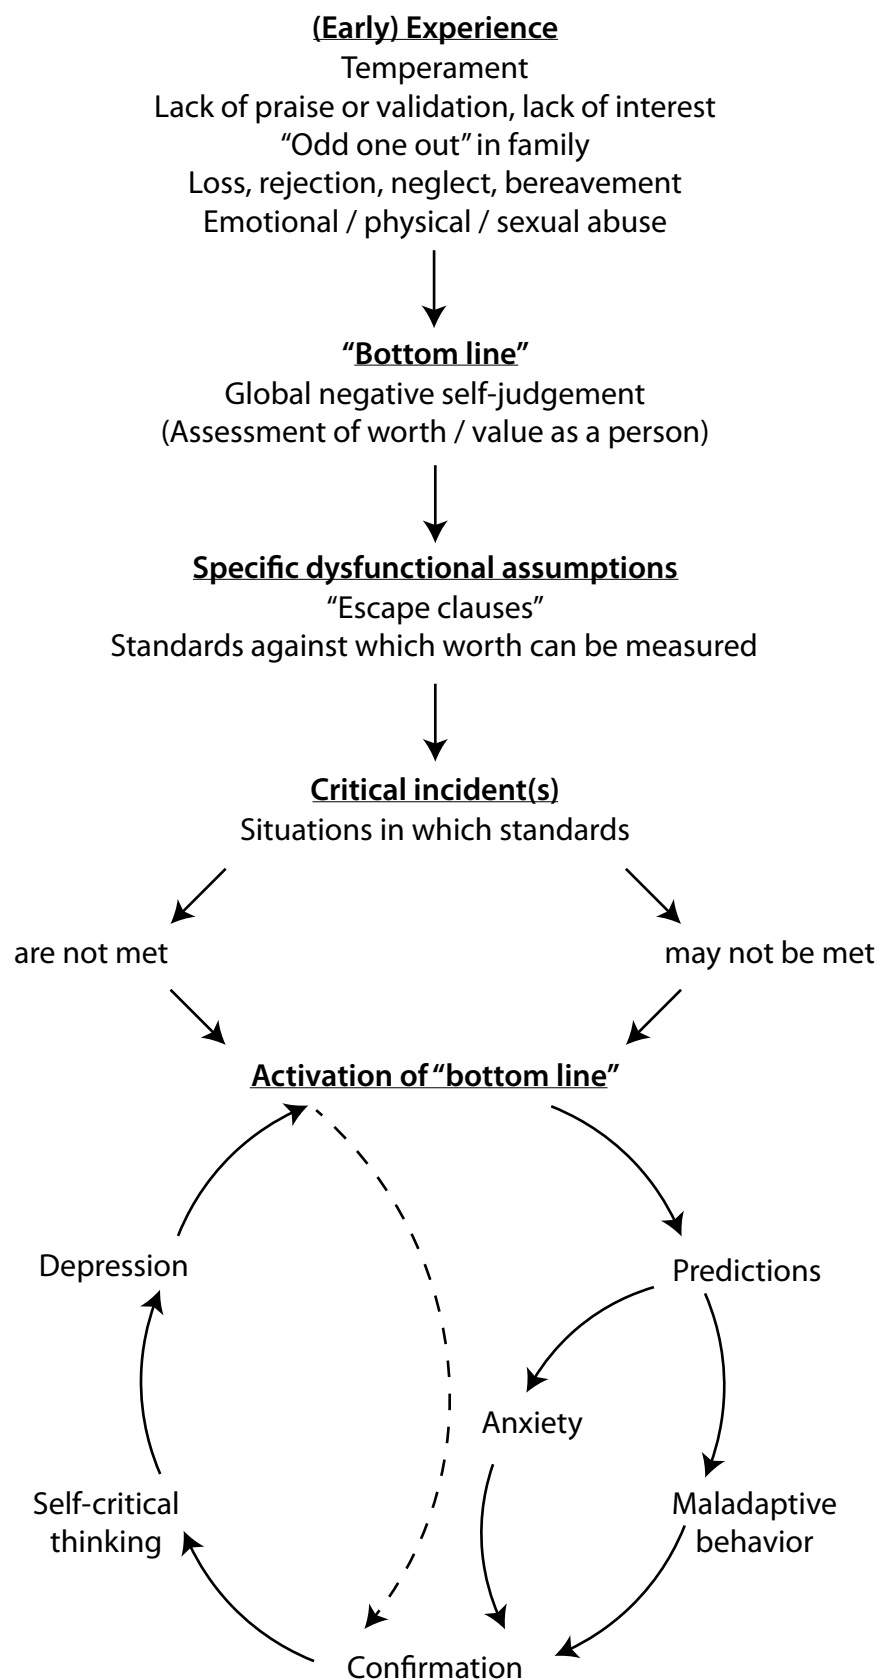 (Early) Experience
Temperament
Lack of praise or validation, lack of interest
“Odd one out” in family
Loss, rejection, neglect, bereavement
Emotional / physical / sexual abuse
“Bottom line”
Global negative self-judgement
(Assessment of worth / value as a person)
Specific dysfunctional assumptions
“Escape clauses”
Standards against which worth can be measured
Critical incident(s)
Situations in which standards
are not met
may not be met
Activation of “bottom line”
Depression
Predictions
Anxiety
Self-critical
thinking
Maladaptive
behavior
Confirmation